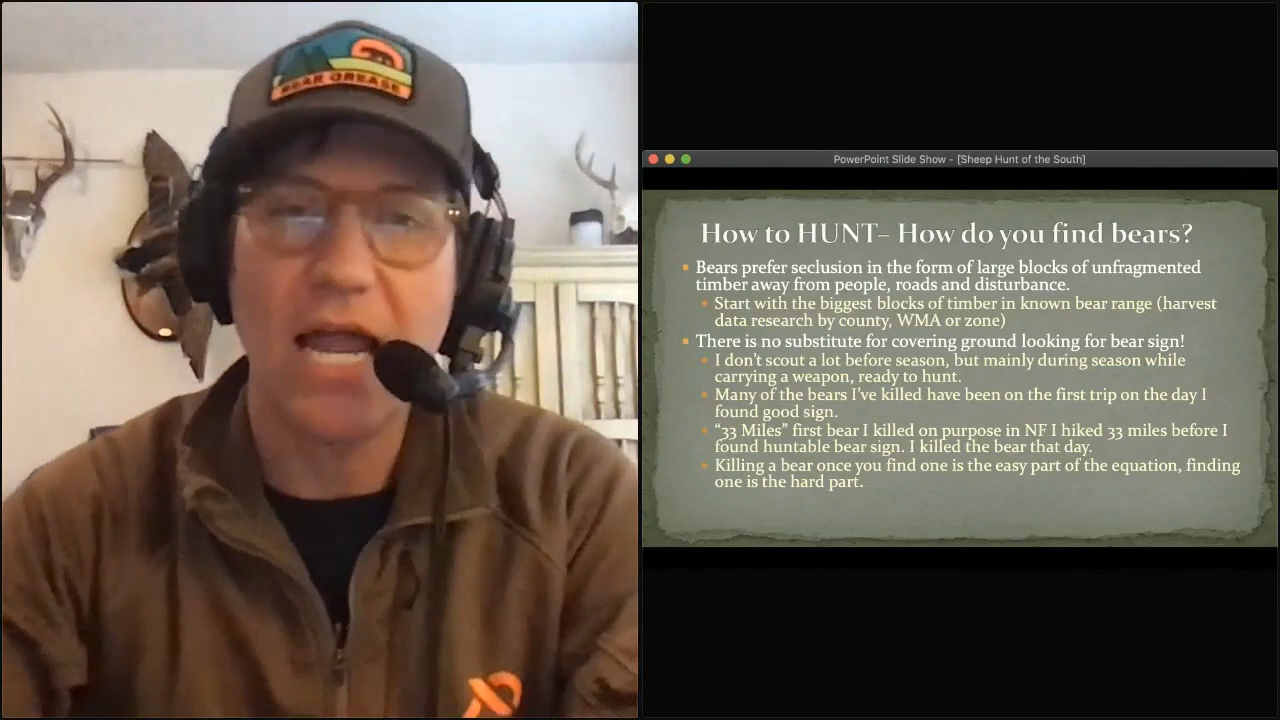 BEAR GREASE
PowerPoint Slide Show - [Sheep Hunt of the South]
How to HUNT– How do you find bears?
Bears prefer seclusion in the form of large blocks of unfragmented
timber away from people, roads and disturbance.
Start with the biggest blocks of timber in known bear range (harvest
data research by county, WMA or zone)
There is no substitute for covering ground looking for bear sign!
I don't scout a lot before season, but mainly during season while
carrying a weapon, ready to hunt.
Many of the bears I've killed have been on the first trip on the day I
found good sign.
“33 Miles” first bear I killed on purpose in NF I hiked 33 miles before I
found huntable bear sign. I killed the bear that day.
Killing a bear once you find one is the easy part of the equation, finding
one is the hard part.